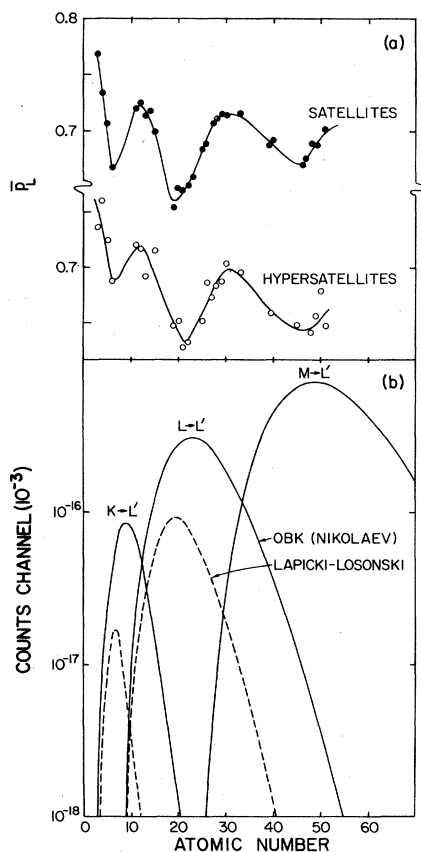 0.8
(a)
SATELLITES
0.7
p̄L
0.7
HYPERSATELLITES
(b)
M→L′
L→L′
K→L′
10⁻¹⁶
OBK (NIKOLAEV)
LAPICKI-LOSONSKI
COUNTS CHANNEL (10⁻³)
10⁻¹⁷
10⁻¹⁸
0 10 20 30 40 50 60
ATOMIC NUMBER